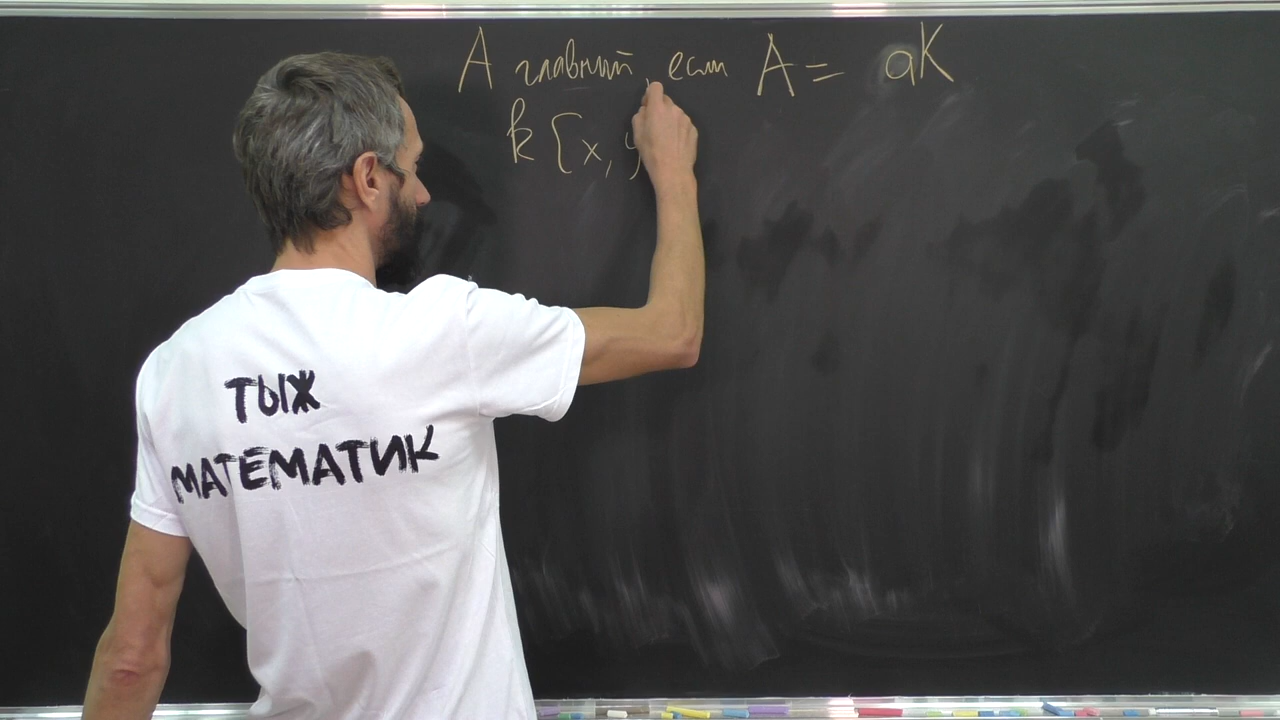 A главный, если A = aK
k[x, y
ТЫЖ
МАТЕМАТИК